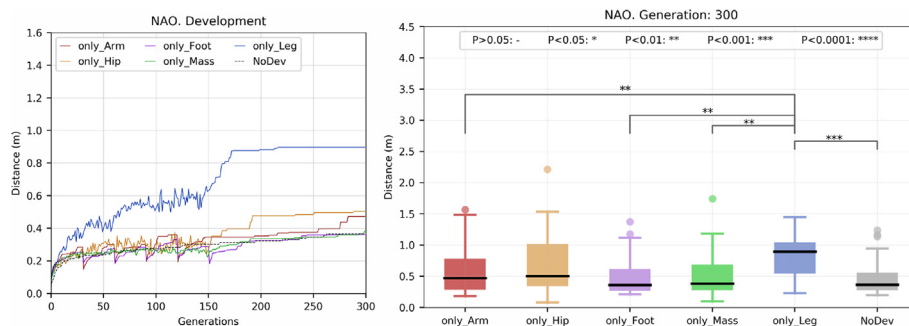 NAO. Development
1.6
1.4
1.2
1.0
0.8
0.6
0.4
0.2
0.0
Distance (m)
only_Arm only_Foot only_Leg
only_Hip only_Mass NoDev
0 50 100 150 200 250 300
Generations
NAO. Generation: 300
4.5
4.0
3.5
3.0
2.5
2.0
1.5
1.0
0.5
0.0
Distance (m)
P>0.05: - P<0.05: * P<0.01: ** P<0.001: *** P<0.0001: ****
**
**
**
***
only_Arm only_Hip only_Foot only_Mass only_Leg NoDev